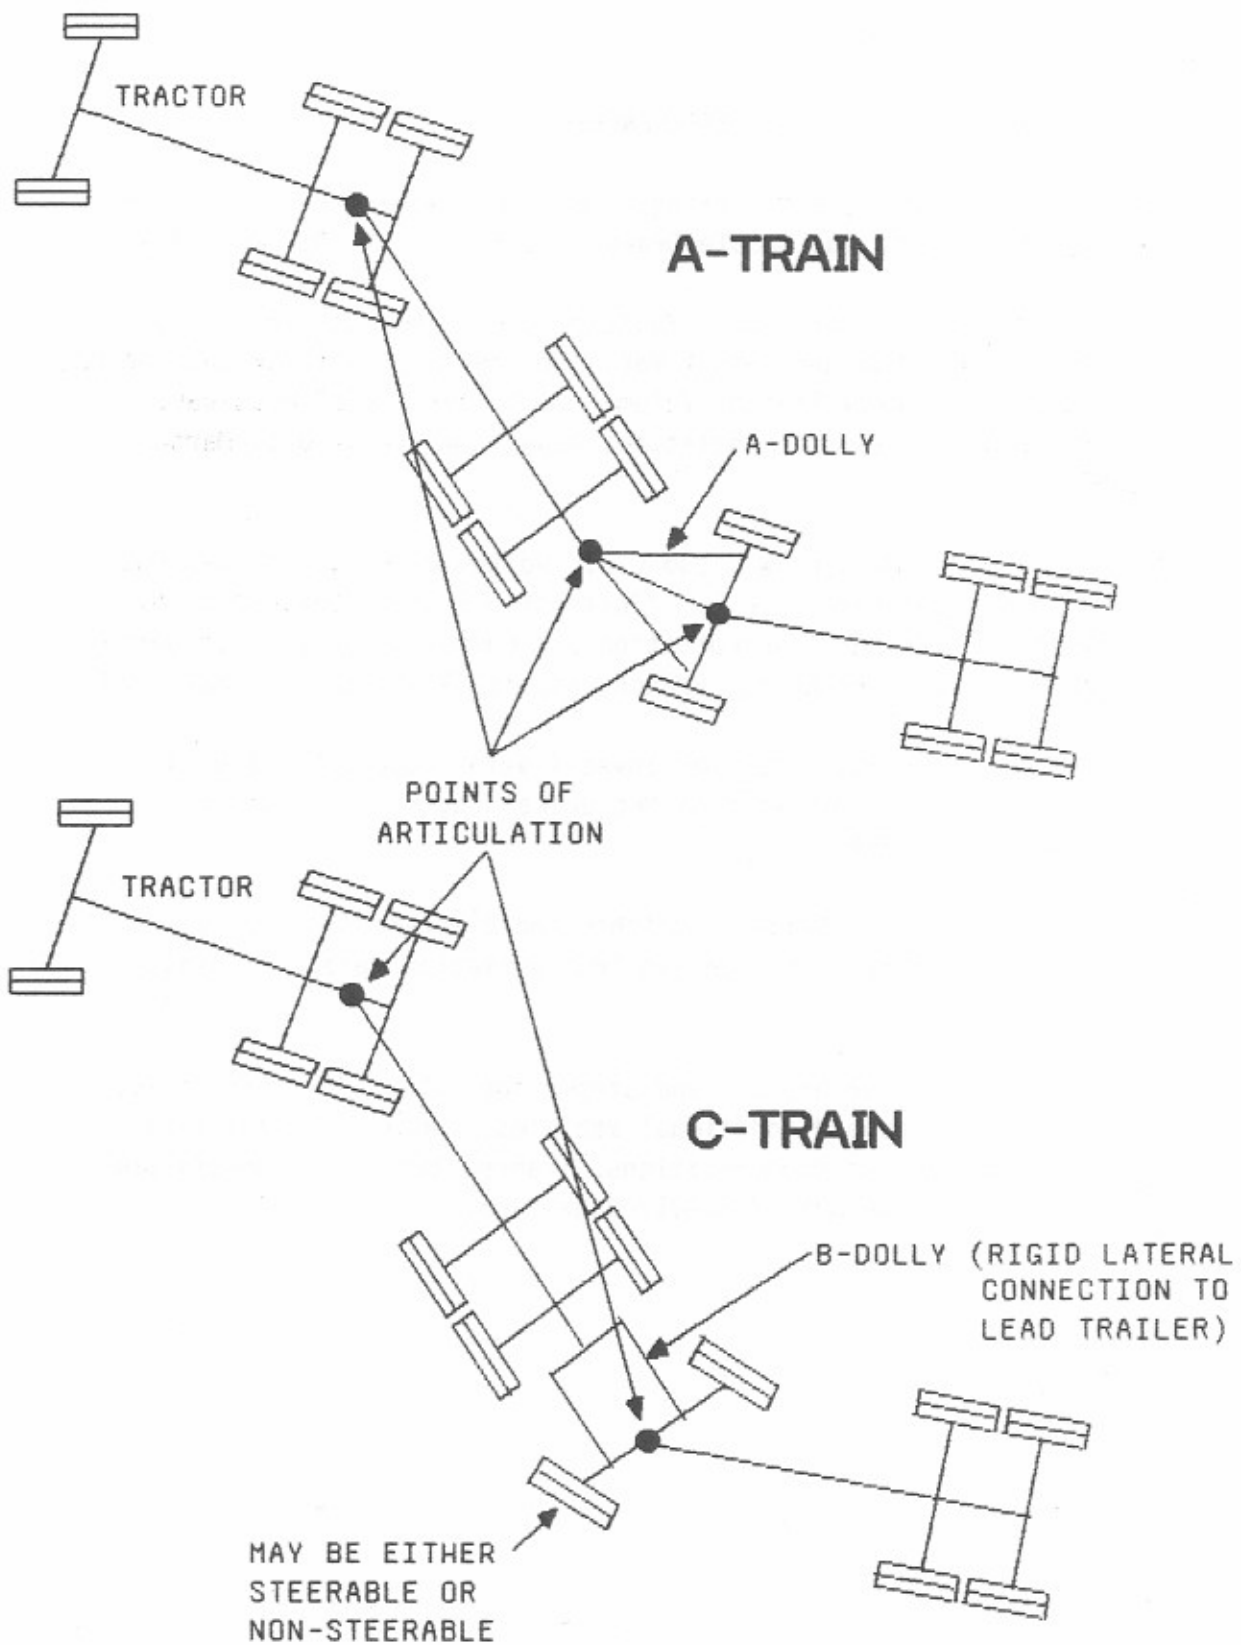 TRACTOR
A-TRAIN
A-DOLLY
POINTS OF
ARTICULATION
TRACTOR
C-TRAIN
B-DOLLY (RIGID LATERAL
CONNECTION TO
LEAD TRAILER)
MAY BE EITHER
STEERABLE OR
NON-STEERABLE